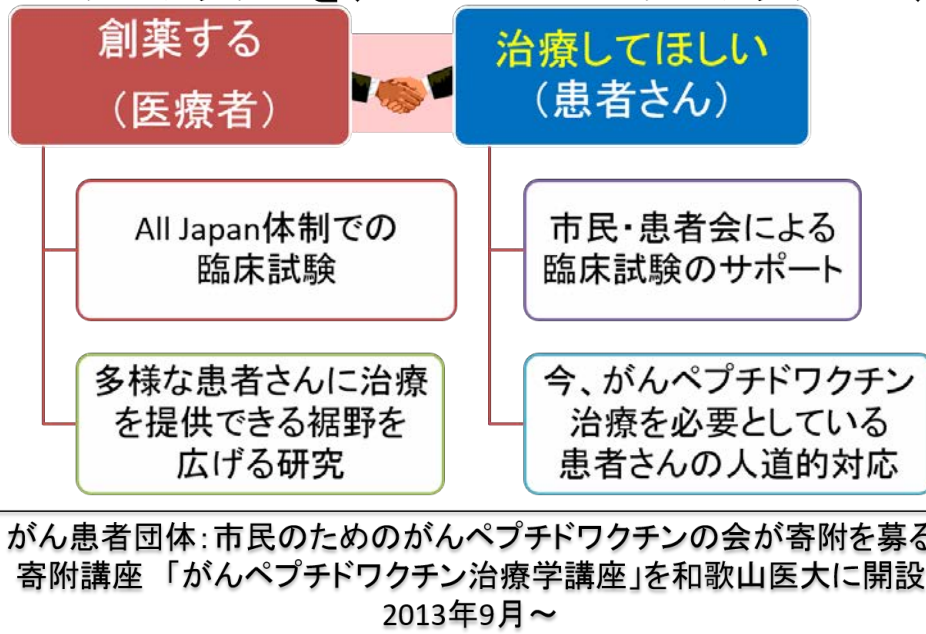 創薬する
（医療者）
治療してほしい
（患者さん）
All Japan体制での
臨床試験
市民・患者会による
臨床試験のサポート
多様な患者さんに治療
を提供できる裾野を
広げる研究
今、がんペプチドワクチン
治療を必要としている
患者さんの人道的対応
がん患者団体：市民のためのがんペプチドワクチンの会が寄附を募る
寄附講座　「がんペプチドワクチン治療学講座」を和歌山医大に開設
2013年9月～